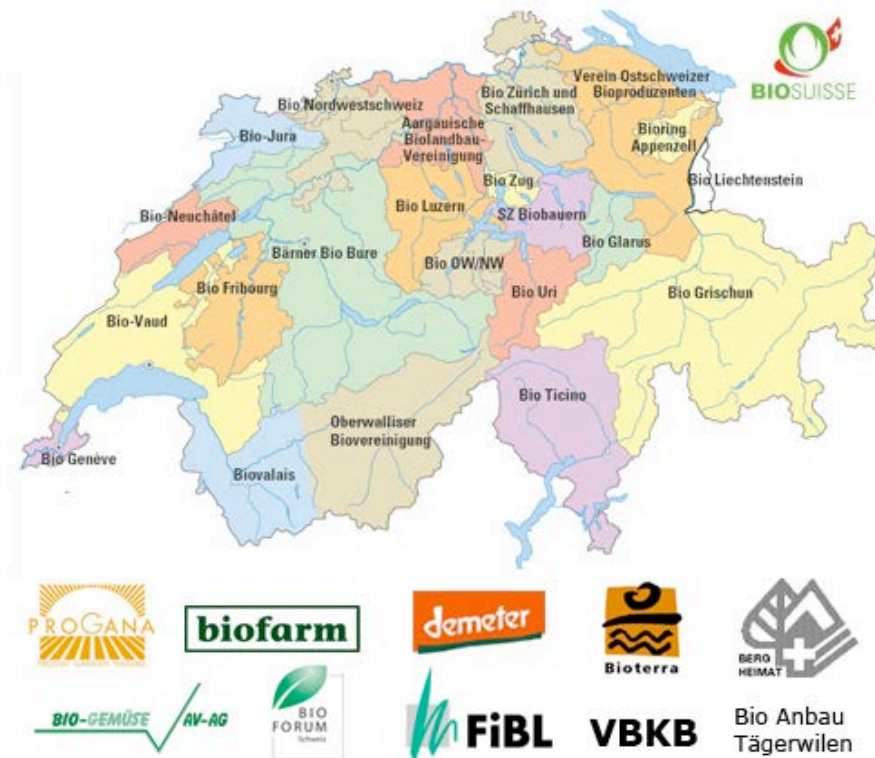 BIOSUISSE
Verein Ostschweizer
Bioproduzenten
Bio Zürich und
Schaffhausen
Bio Nordwestschweiz
Aargauische
Biolandbau-
Vereinigung
Bio-Jura
Bioring
Appenzell
Bio Zug
Bio Liechtenstein
Bio Luzern
SZ Biobauern
Bio-Neuchâtel
Bärner Bio Bure
Bio Glarus
Bio OW/NW
Bio Fribourg
Bio Uri
Bio Grischun
Bio-Vaud
Bio Ticino
Oberwalliser
Biovereinigung
Bio Genève
Biovalais
PROGANA
biofarm
demeter
Bioterra
BERG
HEIMAT
BIO-GEMÜSE AV-AG
BIO
FORUM
Schweiz
FiBL
VBKB
Bio Anbau
Tägerwilen